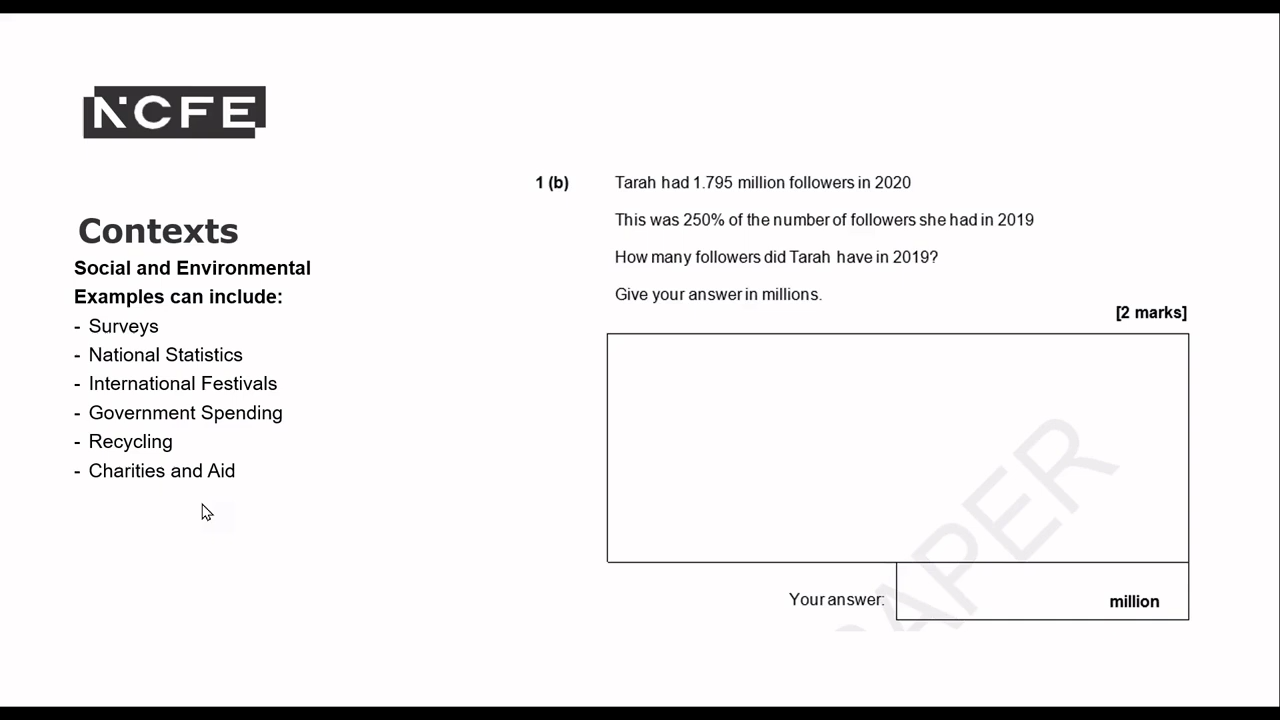 NCFE
Contexts
Social and Environmental
Examples can include:
- Surveys
- National Statistics
- International Festivals
- Government Spending
- Recycling
- Charities and Aid
1 (b) Tarah had 1.795 million followers in 2020
This was 250% of the number of followers she had in 2019
How many followers did Tarah have in 2019?
Give your answer in millions.
[2 marks]
PAPER
Your answer: million